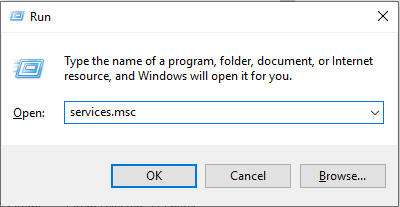 Run
Type the name of a program, folder, document, or Internet
resource, and Windows will open it for you.
Open: services.msc
OK Cancel Browse...